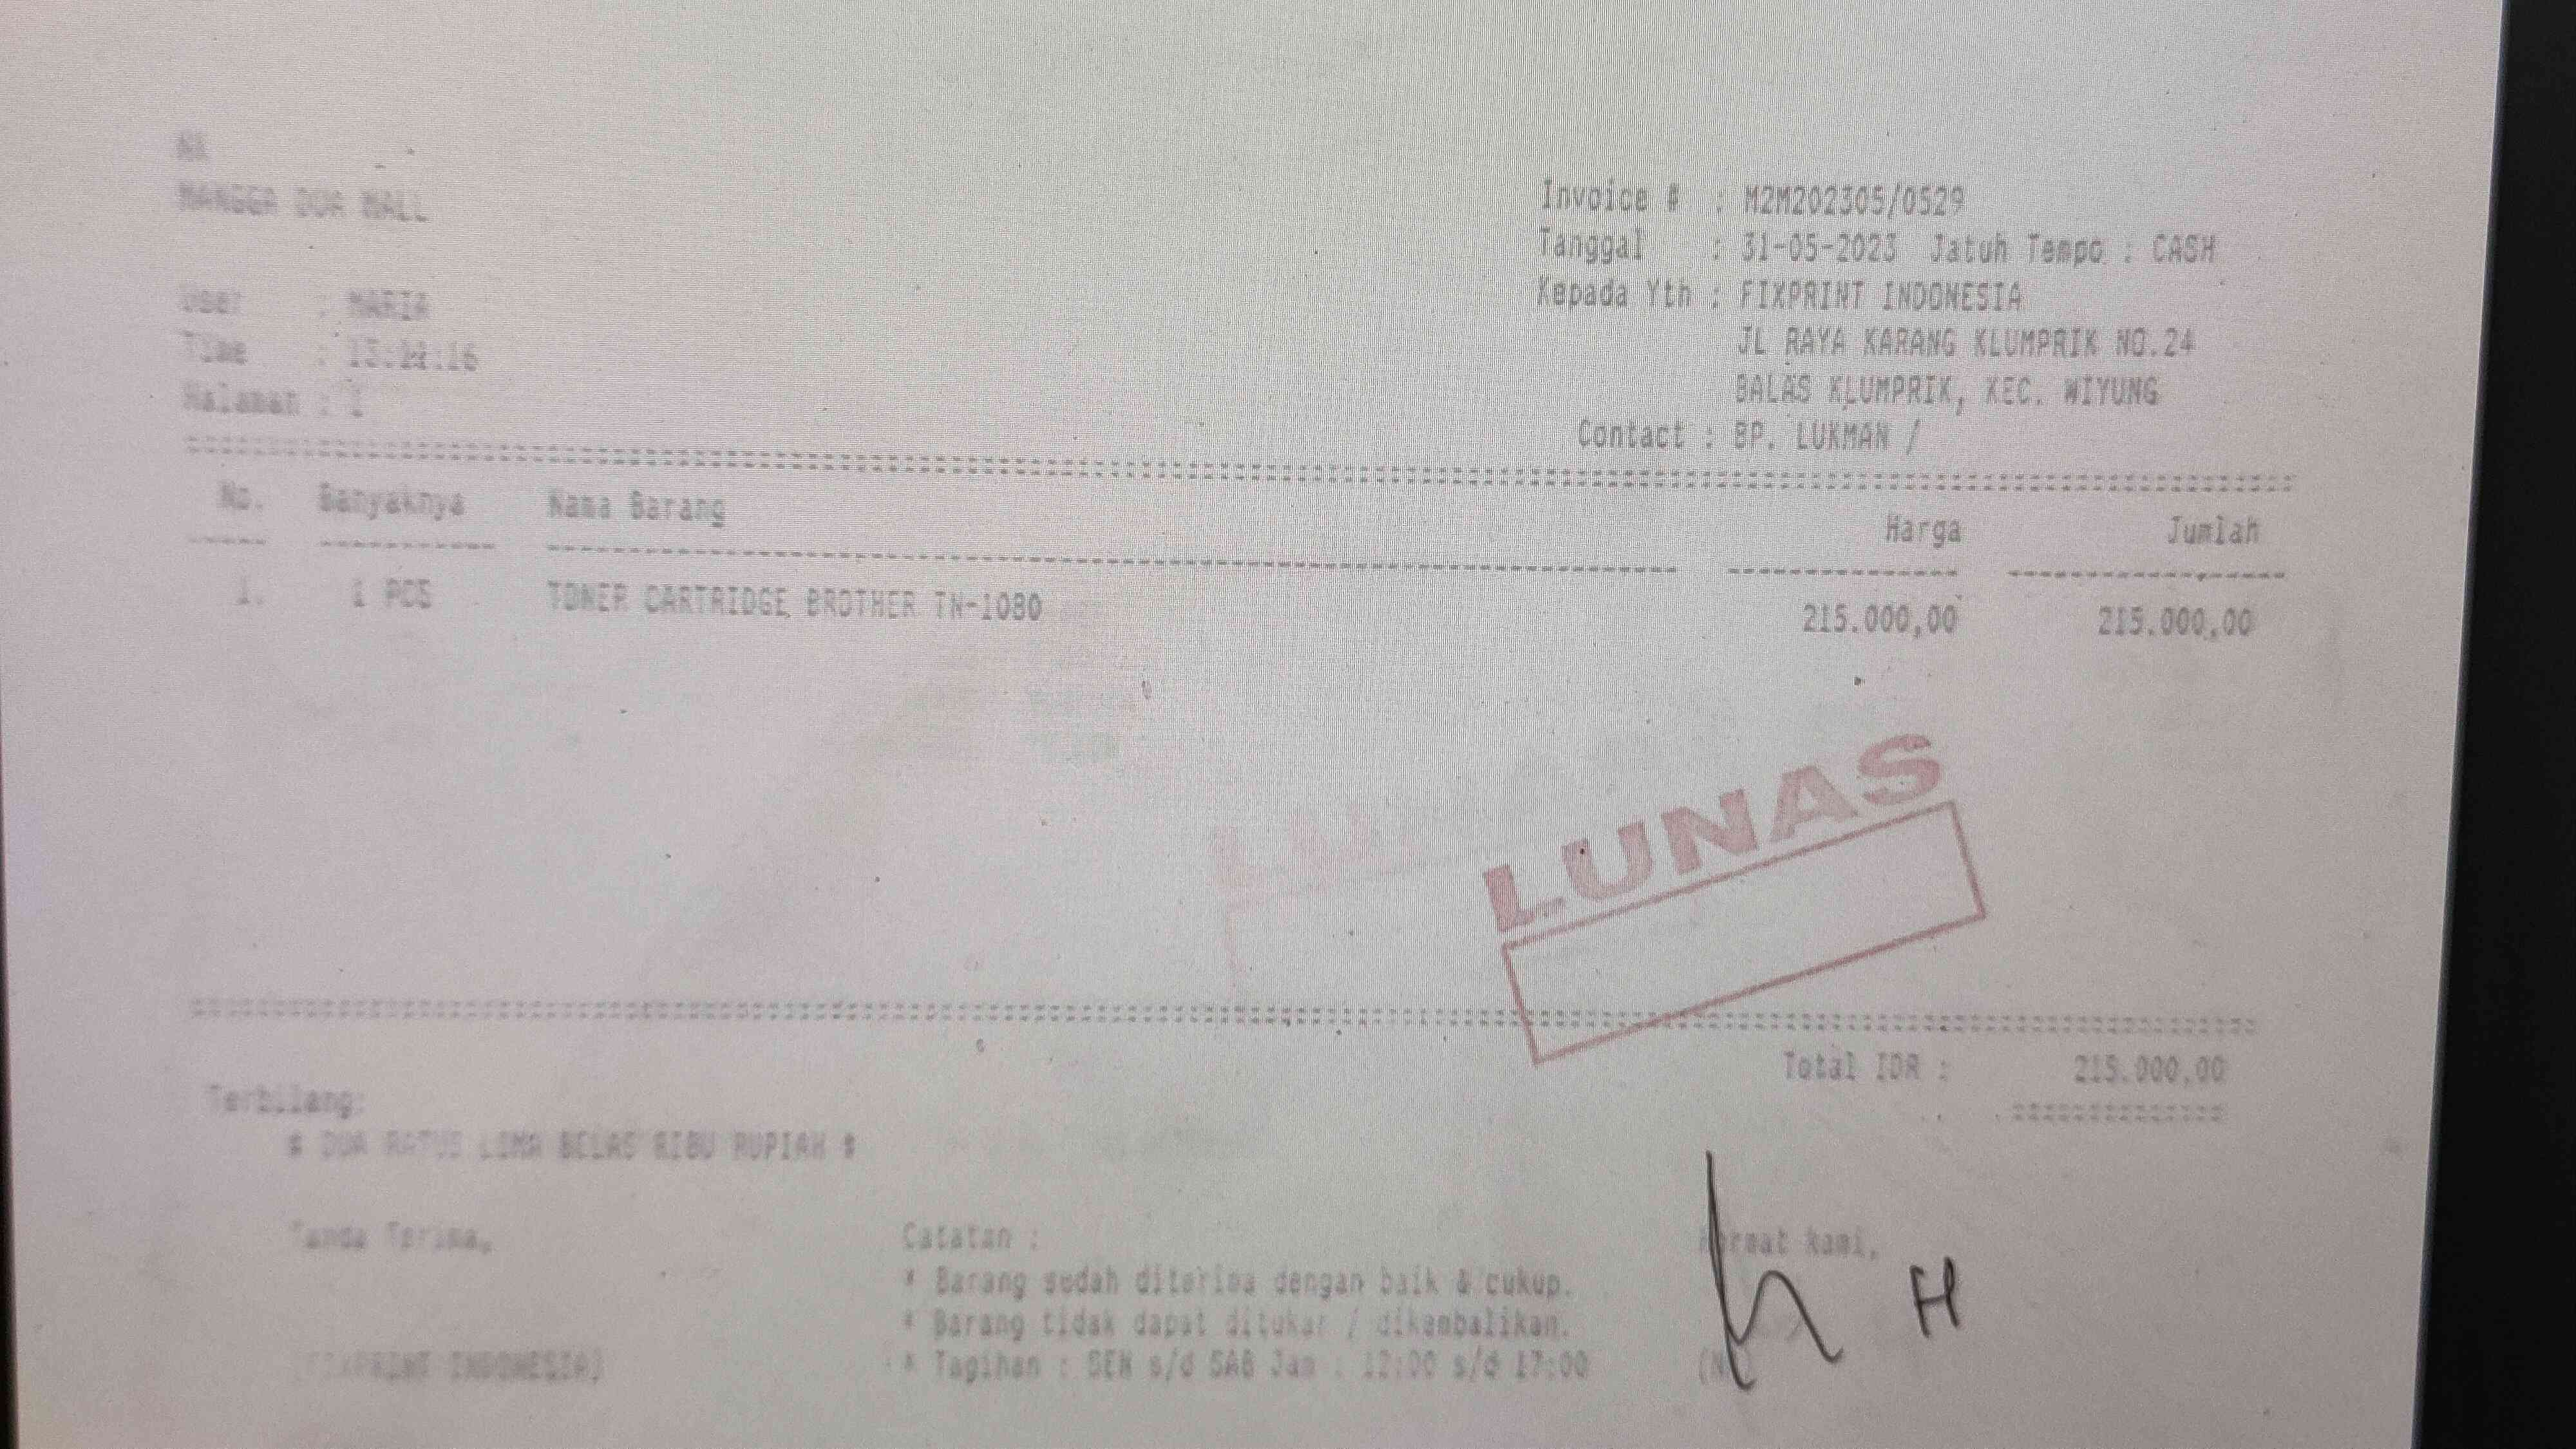 MANGGA DUA MALL
Invoice # : M2M202305/0529
Tanggal : 31-05-2023 Jatuh Tempo : CASH
Kepada Yth : FIXPRINT INDONESIA
JL RAYA KARANG KLUMPRIK NO.24
BALAS KLUMPRIK, KEC. WIYUNG
Contact : BP. LUKMAN /
User : MARIA
Time :
Halaman : 1
No. Banyaknya Nama Barang Harga Jumlah
1. 1 PCS TONER CARTRIDGE BROTHER TN-1080 215.000,00 215.000,00
LUNAS
Total IDR : 215.000,00
Terbilang:
# DUA RATUS LIMA BELAS RIBU RUPIAH #
Tanda Terima, Catatan : Hormat kami,
* Barang sudah diterima dengan baik & cukup.
* Barang tidak dapat ditukar / dikembalikan.
(FIXPRINT INDONESIA) * Tagihan : SEN s/d SAB Jam : 12:00 s/d 17:00
H